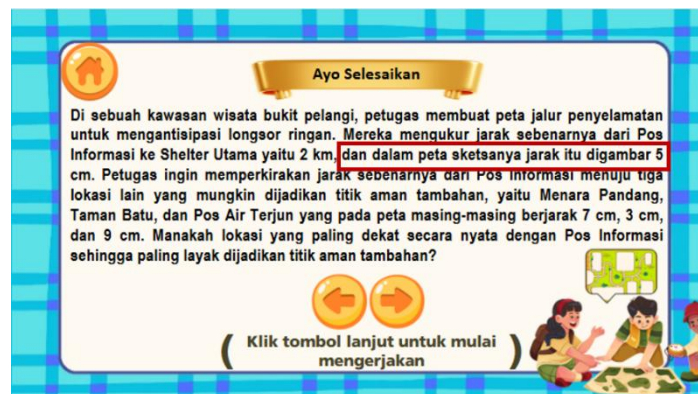 Ayo Selesaikan
Di sebuah kawasan wisata bukit pelangi, petugas membuat peta jalur penyelamatan
untuk mengantisipasi longsor ringan. Mereka mengukur jarak sebenarnya dari Pos
Informasi ke Shelter Utama yaitu 2 km, dan dalam peta sketsanya jarak itu digambar 5
cm. Petugas ingin memperkirakan jarak sebenarnya dari Pos Informasi menuju tiga
lokasi lain yang mungkin dijadikan titik aman tambahan, yaitu Menara Pandang,
Taman Batu, dan Pos Air Terjun yang pada peta masing-masing berjarak 7 cm, 3 cm,
dan 9 cm. Manakah lokasi yang paling dekat secara nyata dengan Pos Informasi
sehingga paling layak dijadikan titik aman tambahan?
( Klik tombol lanjut untuk mulai
mengerjakan )